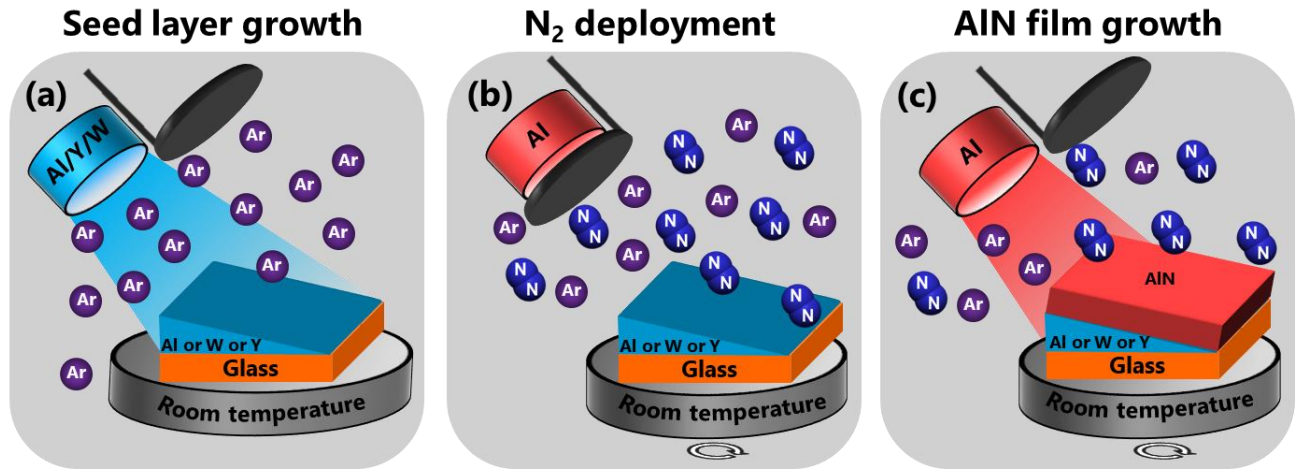 Seed layer growth
N₂ deployment
AlN film growth
(a)
Al/Y/W
Ar
Ar
Ar
Ar
Ar
Ar
Ar
Ar
Ar
Ar
Ar
Ar
Ar
Al or W or Y
Glass
Room temperature
(b)
Al
Ar
N
N
N
N
Ar
Ar
N
N
Ar
N
N
N
N
Ar
Ar
N
N
N
N
Ar
N
N
Al or W or Y
Glass
Room temperature
(c)
Al
N
N
Ar
N
N
Ar
Ar
N
N
N
N
N
N
Ar
N
N
Ar
AlN
Al or W or Y
Glass
Room temperature